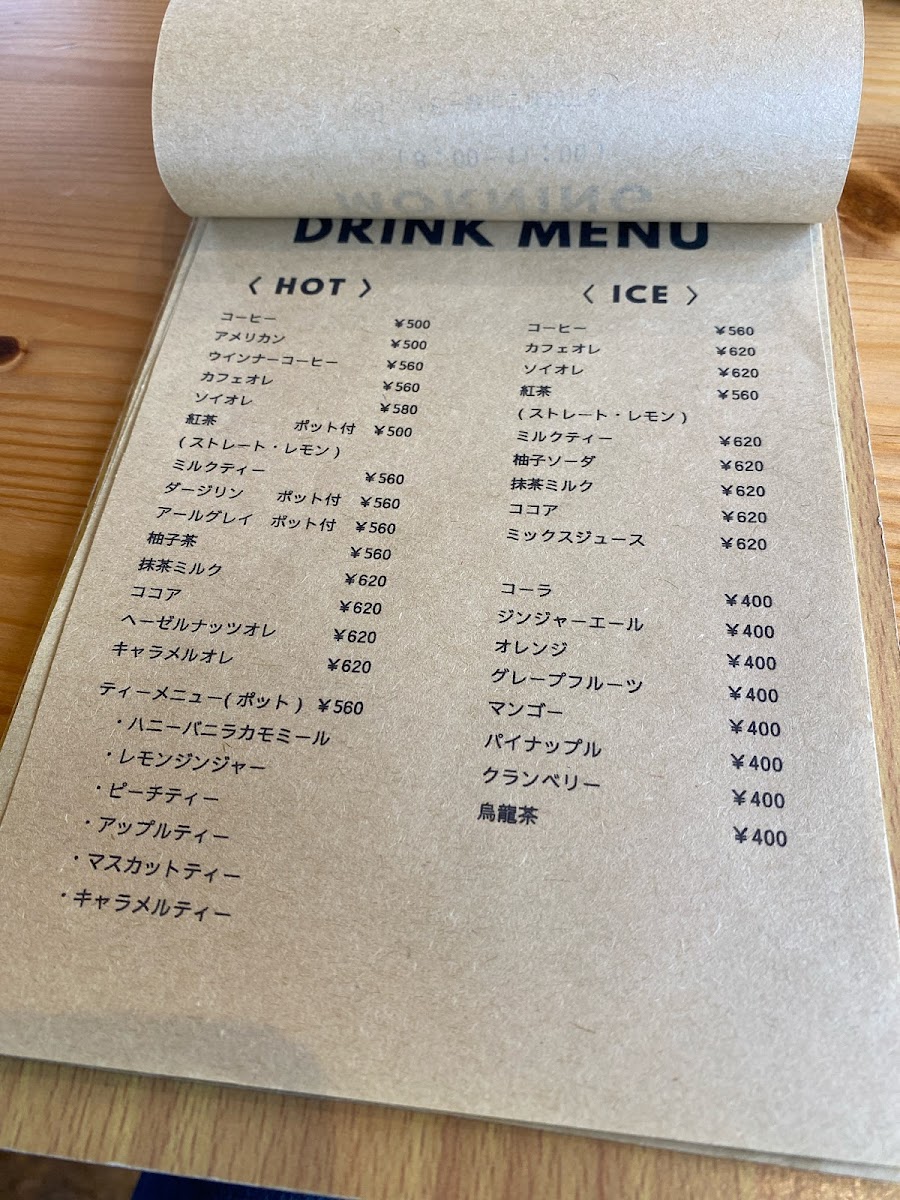 DRINK MENU
〈 HOT 〉
コーヒー ¥500
アメリカン ¥500
ウインナーコーヒー ¥560
カフェオレ ¥560
ソイオレ ¥580
紅茶 ポット付 ¥500
(ストレート・レモン)
ミルクティー ¥560
ダージリン ポット付 ¥560
アールグレイ ポット付 ¥560
柚子茶 ¥560
抹茶ミルク ¥620
ココア ¥620
ヘーゼルナッツオレ ¥620
キャラメルオレ ¥620
ティーメニュー(ポット) ¥560
・ハニーバニラカモミール
・レモンジンジャー
・ピーチティー
・アップルティー
・マスカットティー
・キャラメルティー
〈 ICE 〉
コーヒー ¥560
カフェオレ ¥620
ソイオレ ¥620
紅茶 ¥560
(ストレート・レモン)
ミルクティー ¥620
柚子ソーダ ¥620
抹茶ミルク ¥620
ココア ¥620
ミックスジュース ¥620
コーラ ¥400
ジンジャーエール ¥400
オレンジ ¥400
グレープフルーツ ¥400
マンゴー ¥400
パイナップル ¥400
クランベリー ¥400
烏龍茶 ¥400